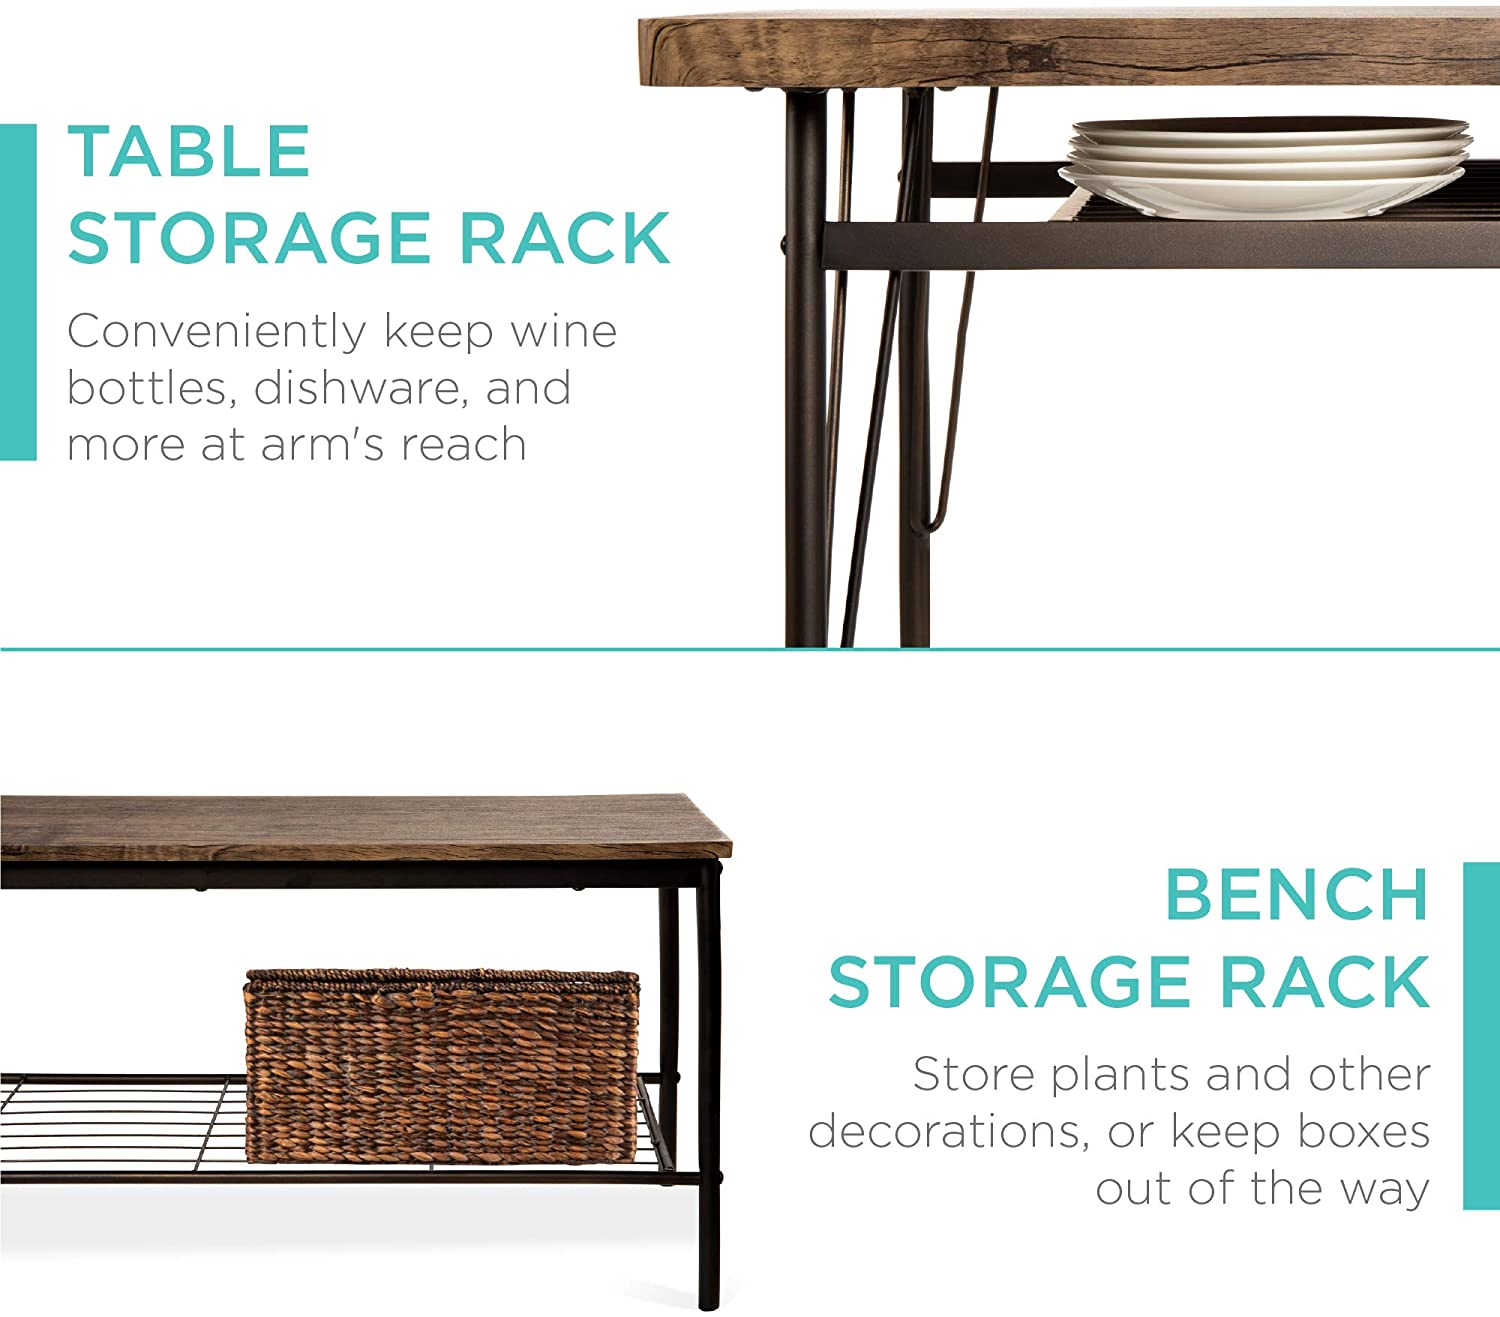 TABLE
STORAGE RACK
Conveniently keep wine
bottles, dishware, and
more at arm's reach
BENCH
STORAGE RACK
Store plants and other
decorations, or keep boxes
out of the way